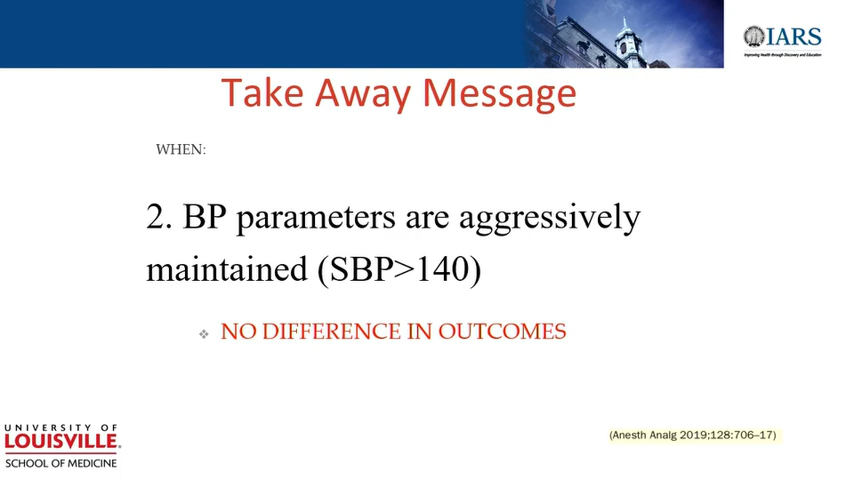 IARS
Improving Health through Discovery and Education
Take Away Message
WHEN:
2. BP parameters are aggressively
maintained (SBP>140)
❖ NO DIFFERENCE IN OUTCOMES
(Anesth Analg 2019;128:706–17)
UNIVERSITY OF
LOUISVILLE.
SCHOOL OF MEDICINE